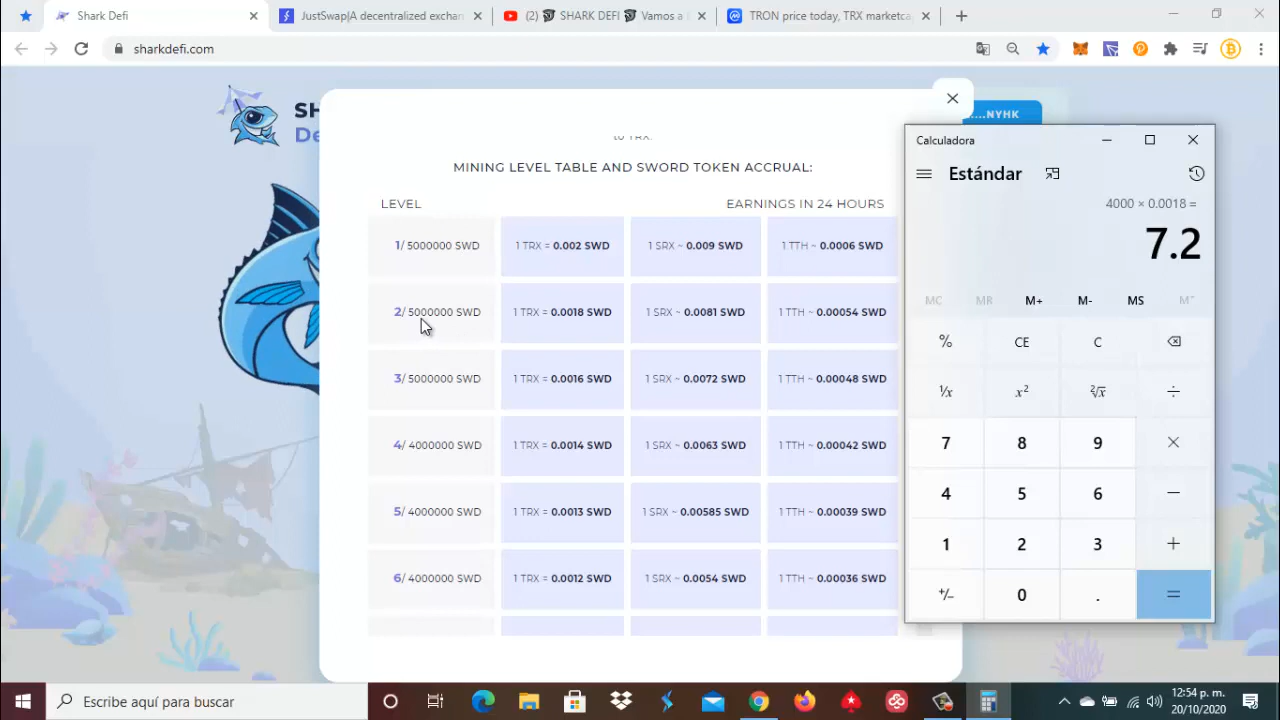 Shark Defi
JustSwap|A decentralized exchan
(2) SHARK DEFI Vamos a
TRON price today, TRX marketca
sharkdefi.com
SH
De
....NYHK
MINING LEVEL TABLE AND SWORD TOKEN ACCRUAL:
LEVEL EARNINGS IN 24 HOURS
1/ 5000000 SWD 1 TRX = 0.002 SWD 1 SRX ~ 0.009 SWD 1 TTH ~ 0.0006 SWD
2/ 5000000 SWD 1 TRX = 0.0018 SWD 1 SRX ~ 0.0081 SWD 1 TTH ~ 0.00054 SWD
3/ 5000000 SWD 1 TRX = 0.0016 SWD 1 SRX ~ 0.0072 SWD 1 TTH ~ 0.00048 SWD
4/ 4000000 SWD 1 TRX = 0.0014 SWD 1 SRX ~ 0.0063 SWD 1 TTH ~ 0.00042 SWD
5/ 4000000 SWD 1 TRX = 0.0013 SWD 1 SRX ~ 0.00585 SWD 1 TTH ~ 0.00039 SWD
6/ 4000000 SWD 1 TRX = 0.0012 SWD 1 SRX ~ 0.0054 SWD 1 TTH ~ 0.00036 SWD
Calculadora
Estándar
4000 × 0.0018 =
7.2
MC MR M+ M- MS M˅
% CE C
¹/x x² ²√x ÷
7 8 9 ×
4 5 6 −
1 2 3 +
+/− 0 . =
Escribe aquí para buscar
12:54 p. m.
20/10/2020